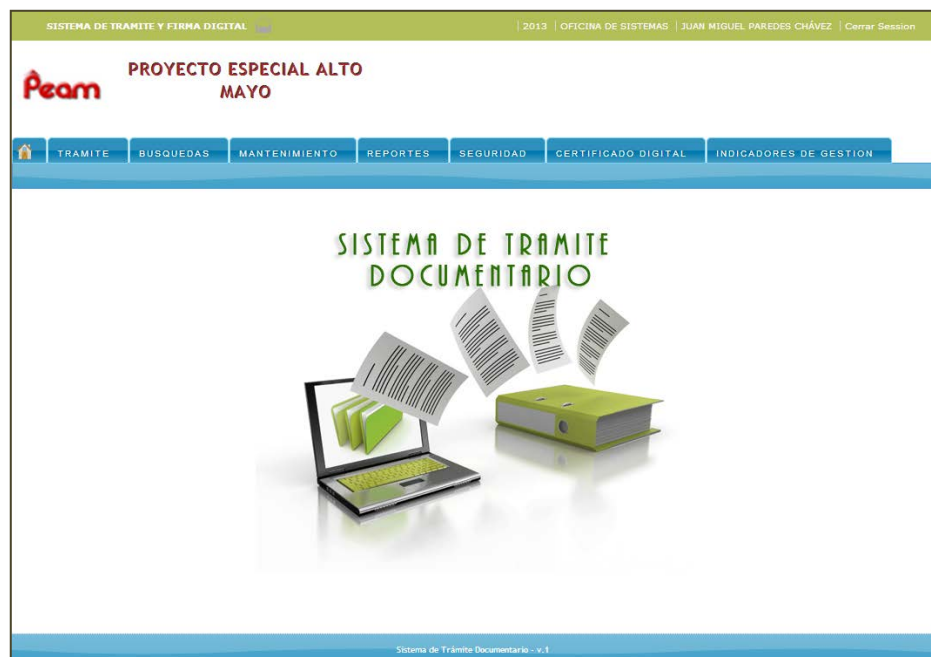 SISTEMA DE TRAMITE Y FIRMA DIGITAL
| 2013 | OFICINA DE SISTEMAS | JUAN MIGUEL PAREDES CHÁVEZ | Cerrar Session
Peam
PROYECTO ESPECIAL ALTO
MAYO
TRAMITE BUSQUEDAS MANTENIMIENTO REPORTES SEGURIDAD CERTIFICADO DIGITAL INDICADORES DE GESTION
SISTEMA DE TRAMITE
DOCUMENTARIO
Sistema de Trámite Documentario - v.1